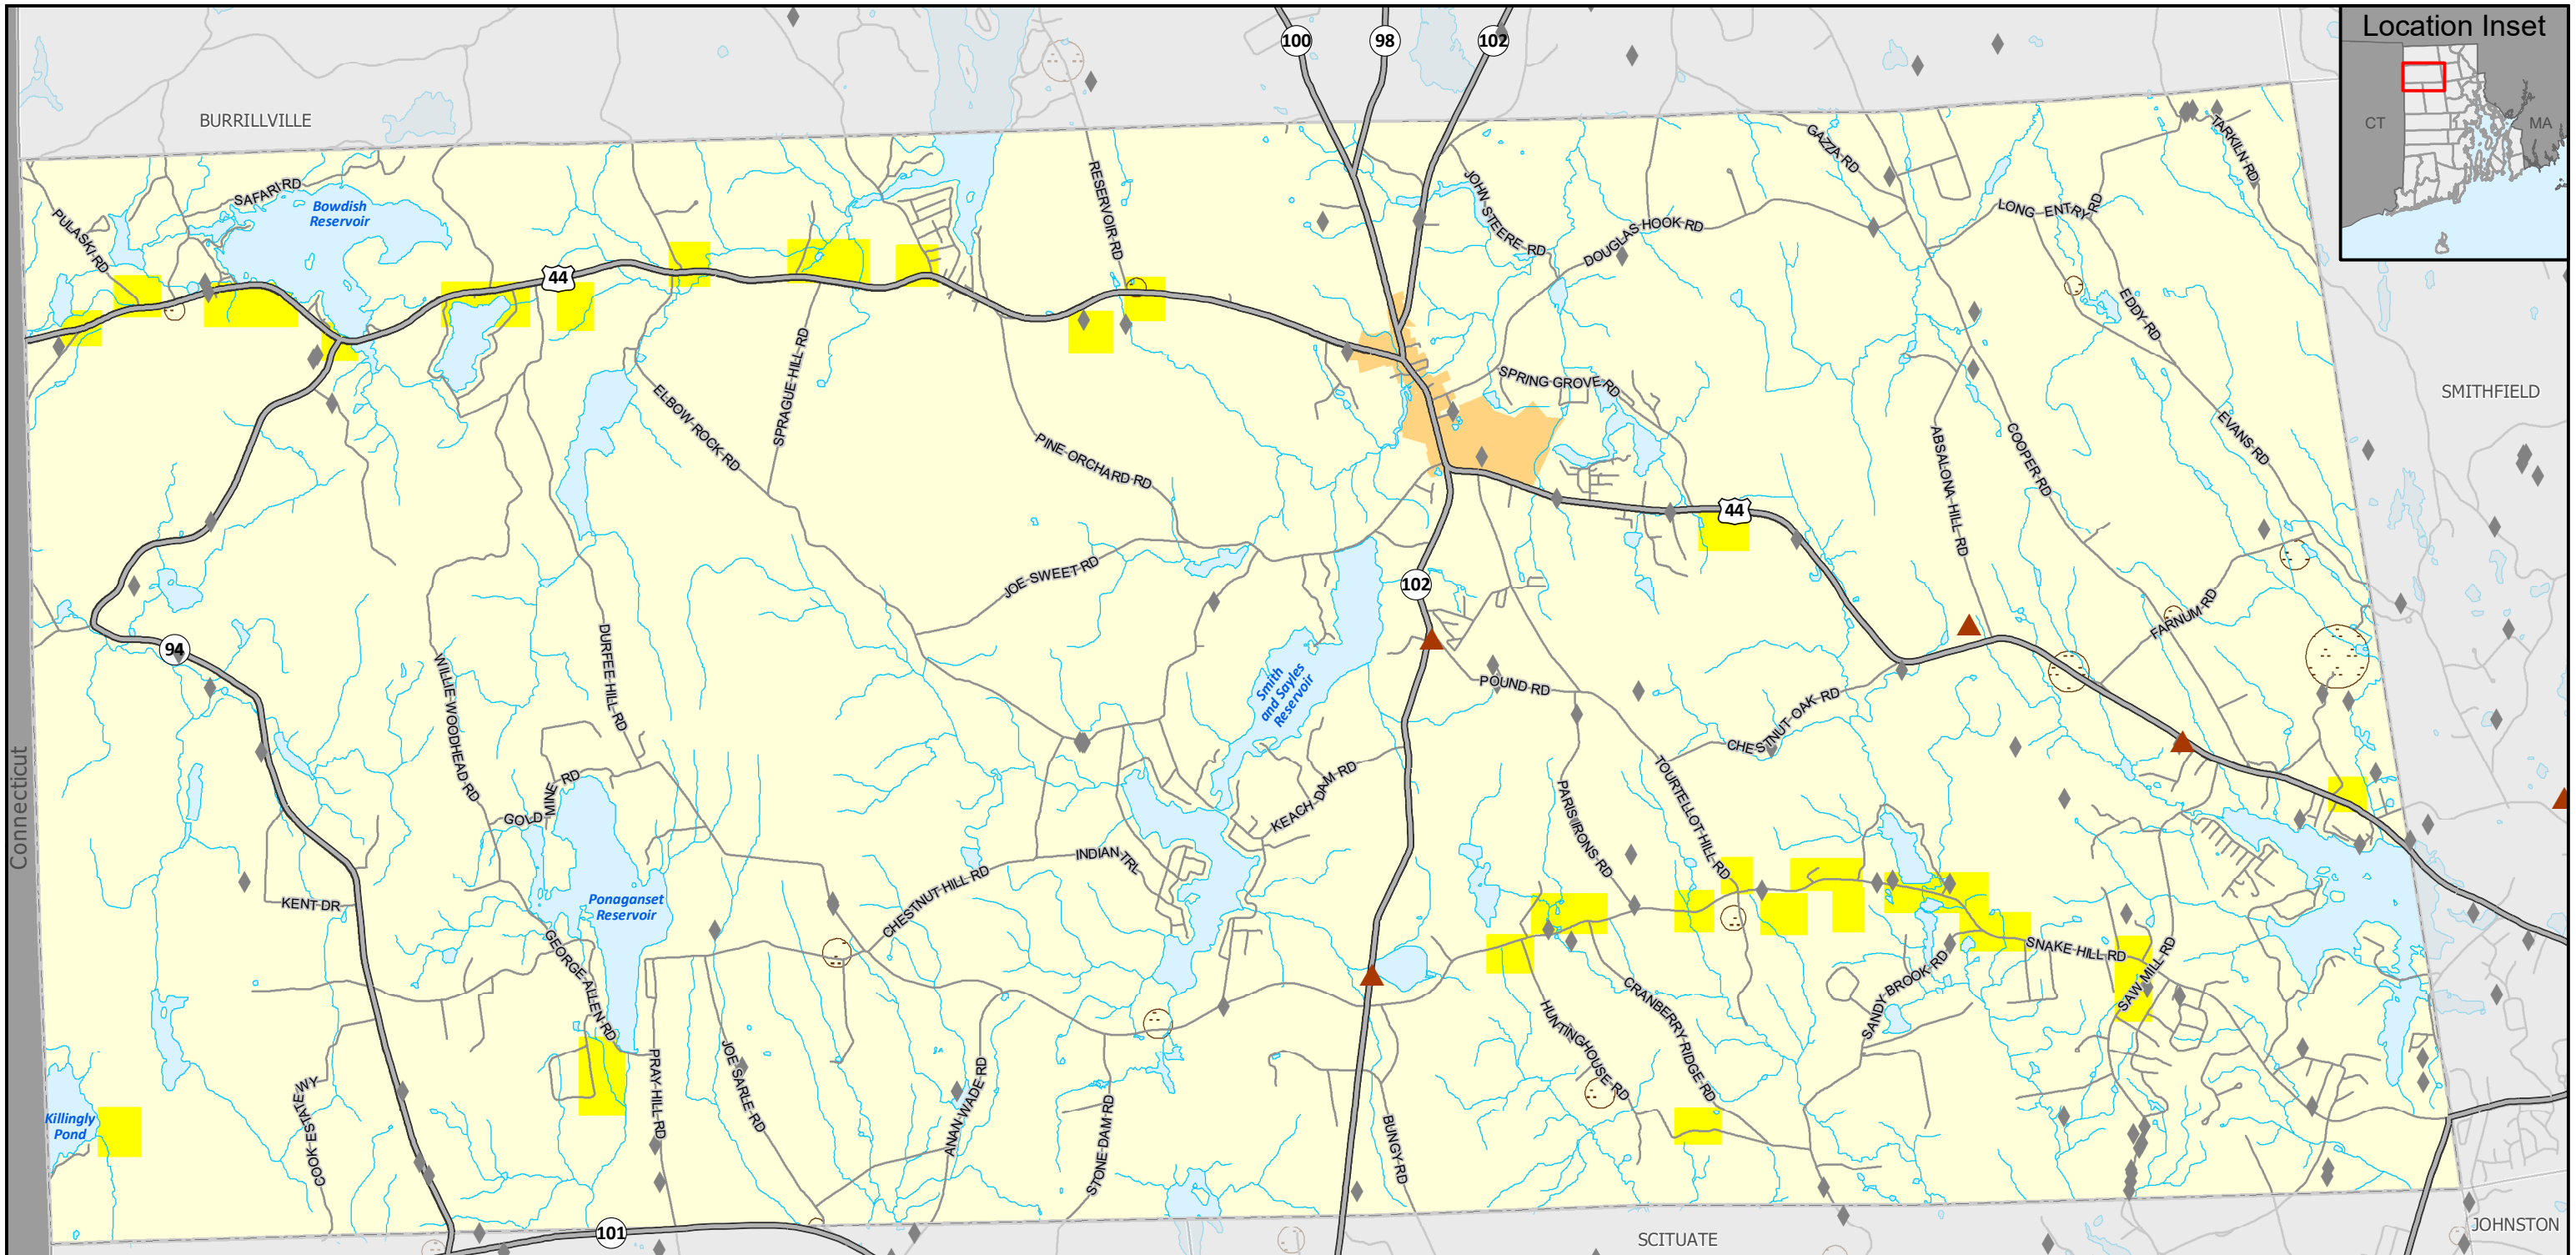 100
98
102
Location Inset
CT
MA
BURRILLVILLE
SAFARI RD
Bowdish
Reservoir
PULASKI RD
RESERVOIR RD
GAZZA RD
TARKILN RD
JOHN STEERE RD
DOUGLAS HOOK RD
LONG ENTRY RD
44
EDDY RD
SMITHFIELD
SPRAGUE HILL RD
ELBOW ROCK RD
PINE ORCHARD RD
SPRING GROVE RD
ABSALONA HILL RD
COOPER RD
EVANS RD
44
JOE SWEET RD
102
94
WILLIE WOODHEAD RD
DURFEE HILL RD
Smith
and Sayles
Reservoir
POUND RD
FARNUM RD
CHESTNUT OAK RD
Connecticut
GOLD MINE RD
KEACH DAM RD
PARIS IRONS RD
TOURTELLOT HILL RD
INDIAN TRL
CHESTNUT HILL RD
KENT DR
Ponaganset
Reservoir
GEORGE ALLEN RD
SNAKE HILL RD
SAW MILL RD
SANDY BROOK RD
HUNTINGHOUSE RD
CRANBERRY RIDGE RD
Killingly
Pond
COOK ESTATE WY
PRAY HILL RD
JOE SARLE RD
ANAN WADE RD
STONE DAM RD
BUNGY RD
101
SCITUATE
JOHNSTON